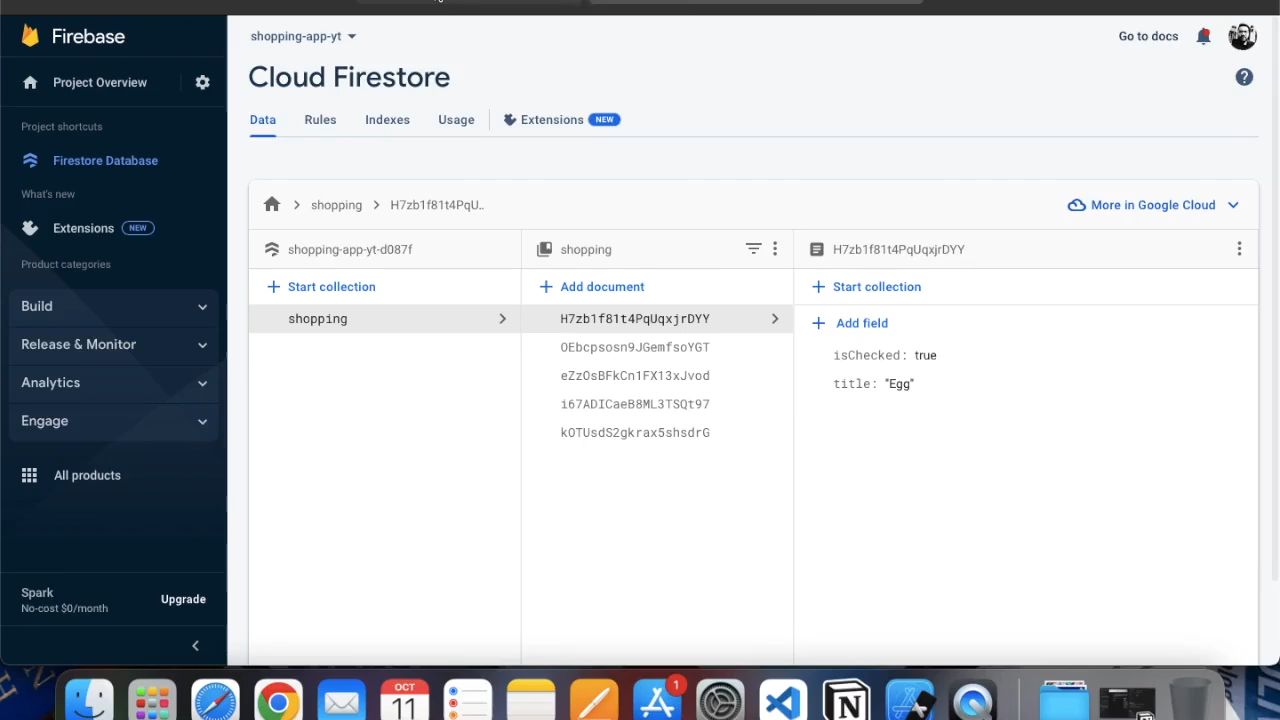 Firebase
Project Overview
Project shortcuts
Firestore Database
What's new
Extensions NEW
Product categories
Build
Release & Monitor
Analytics
Engage
All products
Spark
No-cost $0/month
Upgrade
shopping-app-yt
Go to docs
Cloud Firestore
Data Rules Indexes Usage Extensions NEW
shopping H7zb1f81t4PqU..
More in Google Cloud
shopping-app-yt-d087f
Start collection
shopping
shopping
Add document
H7zb1f81t4PqUqxjrDYY
OEbcpsosn9JGemfsoYGT
eZzOsBFkCn1FX13xJvod
i67ADICaeB8ML3TSQt97
kOTUsdS2gkrax5shsdrG
H7zb1f81t4PqUqxjrDYY
Start collection
Add field
isChecked: true
title: "Egg"
OCT
11
1